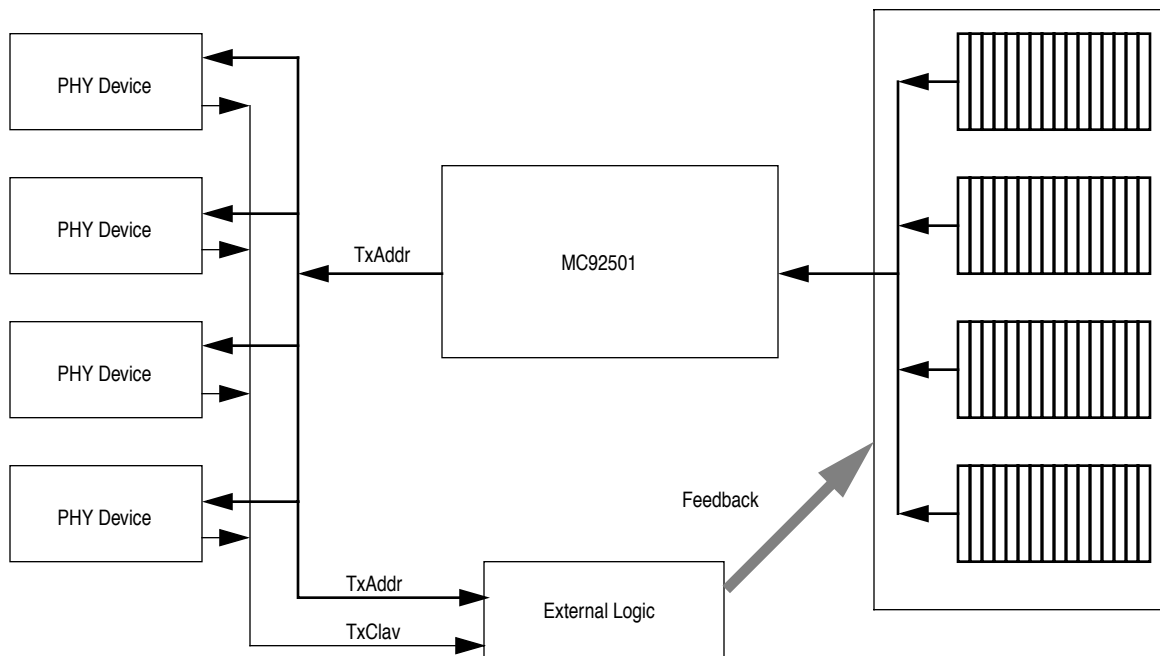 PHY Device
PHY Device
TxAddr
MC92501
PHY Device
PHY Device
Feedback
TxAddr
External Logic
TxClav